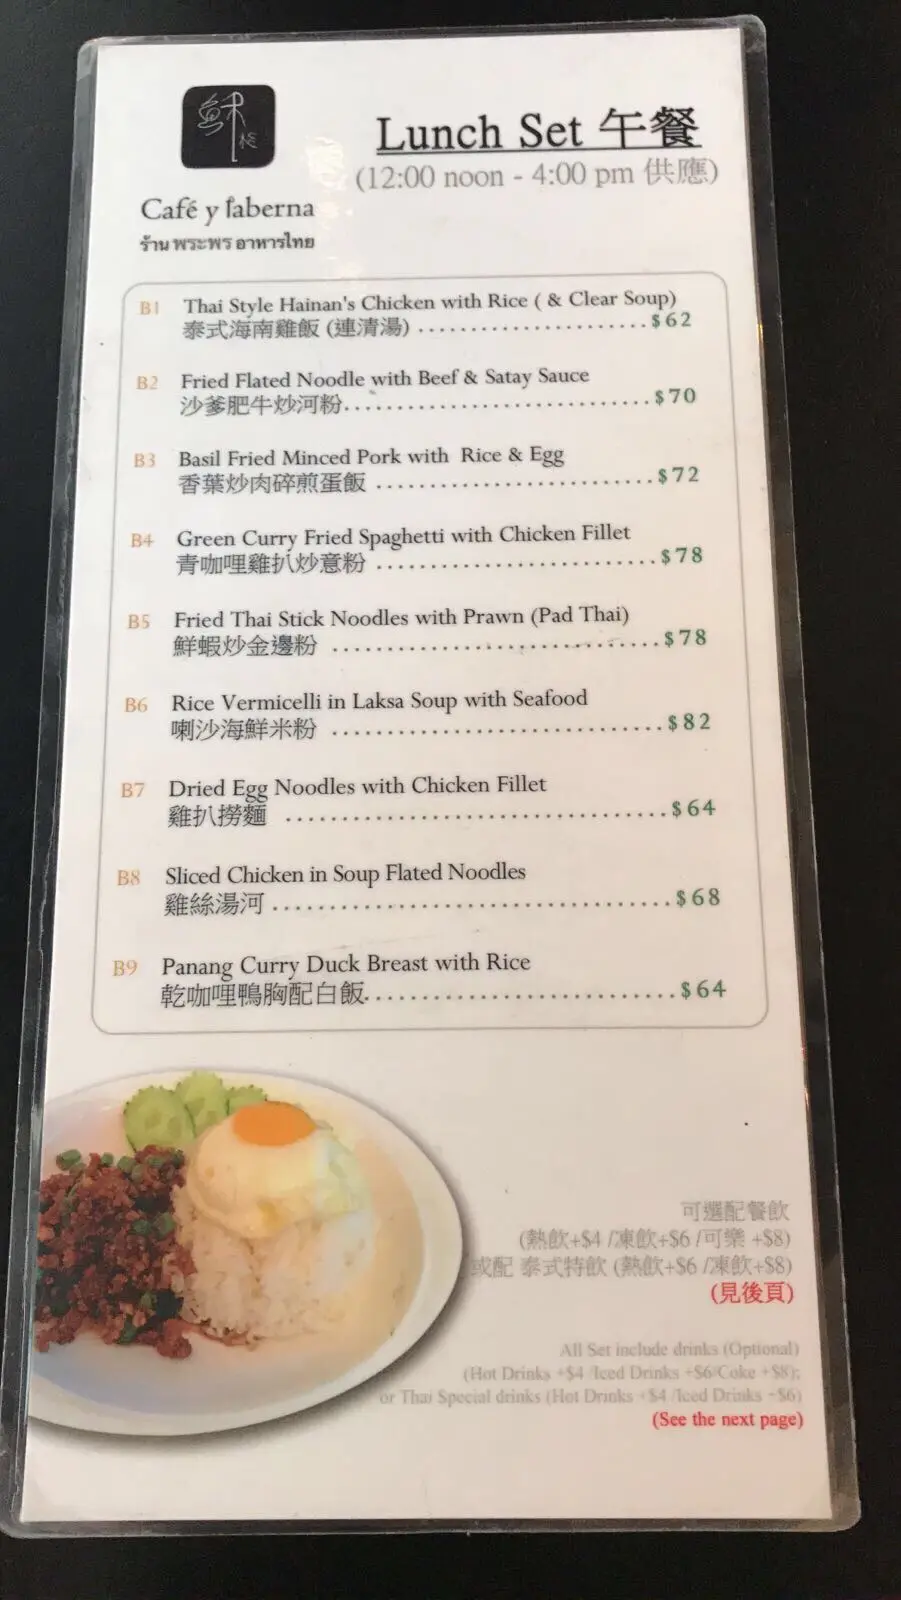 Lunch Set 午餐
(12:00 noon - 4:00 pm 供應)
Café y Taberna
ร้าน พระพร อาหารไทย
B1 Thai Style Hainan's Chicken with Rice ( & Clear Soup)
泰式海南雞飯 (連清湯) ........................$62
B2 Fried Flated Noodle with Beef & Satay Sauce
沙爹肥牛炒河粉................................$70
B3 Basil Fried Minced Pork with Rice & Egg
香葉炒肉碎煎蛋飯 ............................$72
B4 Green Curry Fried Spaghetti with Chicken Fillet
青咖哩雞扒炒意粉 ............................$78
B5 Fried Thai Stick Noodles with Prawn (Pad Thai)
鮮蝦炒金邊粉 .................................$78
B6 Rice Vermicelli in Laksa Soup with Seafood
喇沙海鮮米粉 .................................$82
B7 Dried Egg Noodles with Chicken Fillet
雞扒撈麵 ......................................$64
B8 Sliced Chicken in Soup Flated Noodles
雞絲湯河 ........................................$68
B9 Panang Curry Duck Breast with Rice
乾咖哩鴨胸配白飯...............................$64
可選配餐飲
(熱飲+$4 /凍飲+$6 /可樂 +$8)
或配 泰式特飲 (熱飲+$6 /凍飲+$8)
(見後頁)
All Set include drinks (Optional)
(Hot Drinks +$4 /Iced Drinks +$6/Coke +$8);
or Thai Special drinks (Hot Drinks +$4 /Iced Drinks +$6)
(See the next page)